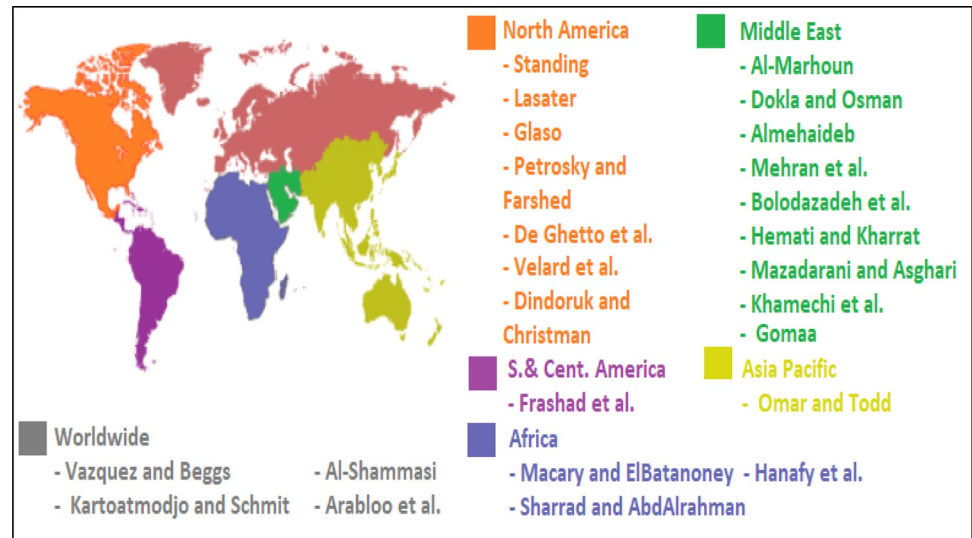 North America
- Standing
- Lasater
- Glaso
- Petrosky and
Farshed
- De Ghetto et al.
- Velard et al.
- Dindoruk and
Christman
Middle East
- Al-Marhoun
- Dokla and Osman
- Almehaideb
- Mehran et al.
- Bolodazadeh et al.
- Hemati and Kharrat
- Mazadarani and Asghari
- Khamechi et al.
- Gomaa
S.& Cent. America
- Frashad et al.
Asia Pacific
- Omar and Todd
Worldwide
- Vazquez and Beggs - Al-Shammasi
- Kartoatmodjo and Schmit - Arabloo et al.
Africa
- Macary and ElBatanoney - Hanafy et al.
- Sharrad and AbdAlrahman